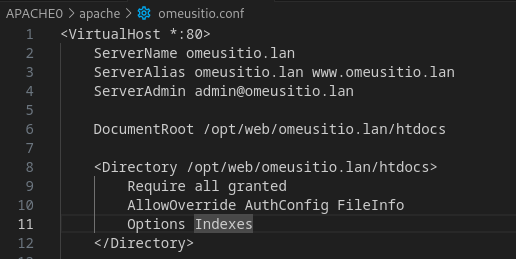 APACHE0 > apache > omeusitio.conf
1 <VirtualHost *:80>
2 ServerName omeusitio.lan
3 ServerAlias omeusitio.lan www.omeusitio.lan
4 ServerAdmin admin@omeusitio.lan
5
6 DocumentRoot /opt/web/omeusitio.lan/htdocs
7
8 <Directory /opt/web/omeusitio.lan/htdocs>
9 Require all granted
10 AllowOverride AuthConfig FileInfo
11 Options Indexes
12 </Directory>